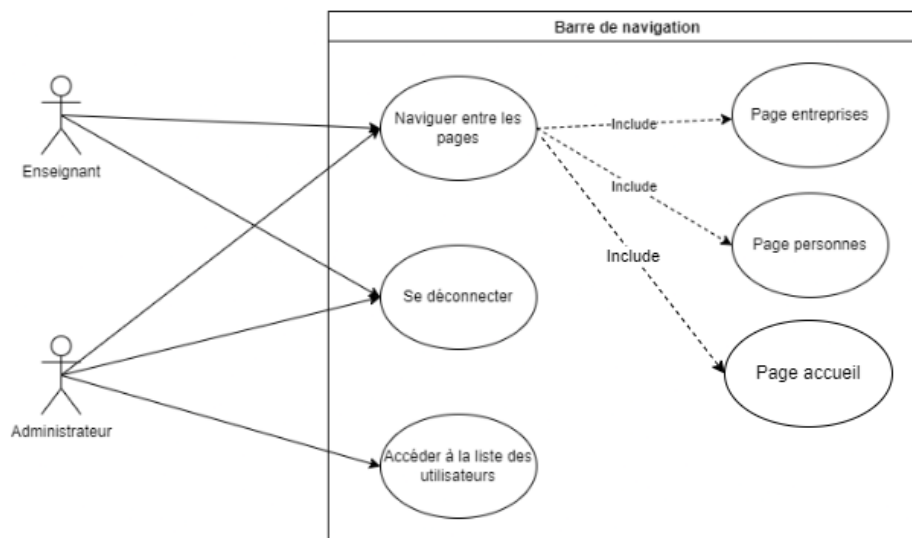 Barre de navigation
Enseignant
Naviguer entre les
pages
Include
Page entreprises
Include
Page personnes
Include
Se déconnecter
Page accueil
Administrateur
Accéder à la liste des
utilisateurs